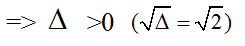 => Δ >0 (√Δ = √2)